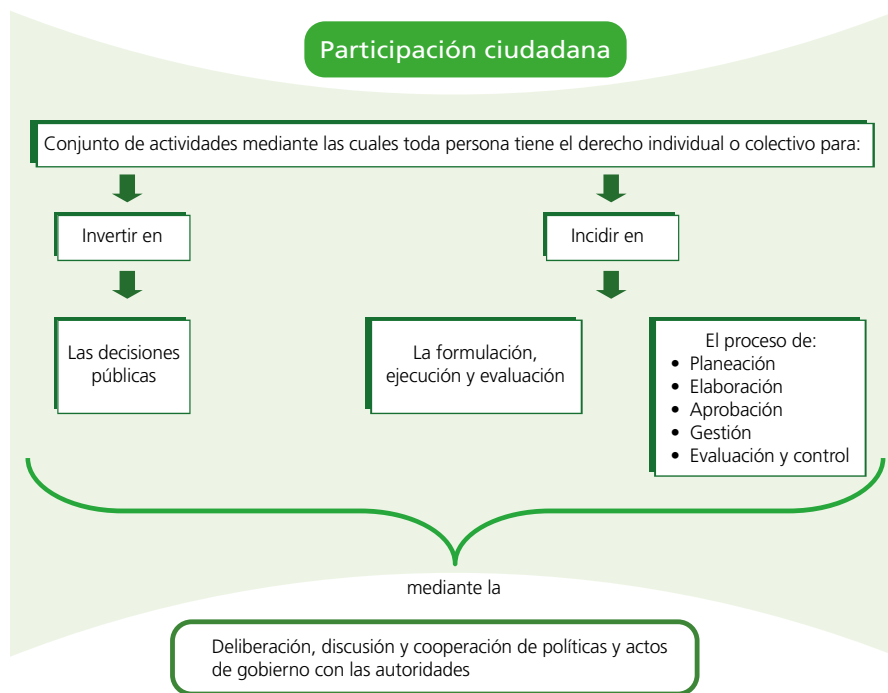 Participación ciudadana
Conjunto de actividades mediante las cuales toda persona tiene el derecho individual o colectivo para:
Invertir en
Incidir en
Las decisiones
públicas
La formulación,
ejecución y evaluación
El proceso de:
• Planeación
• Elaboración
• Aprobación
• Gestión
• Evaluación y control
mediante la
Deliberación, discusión y cooperación de políticas y actos
de gobierno con las autoridades